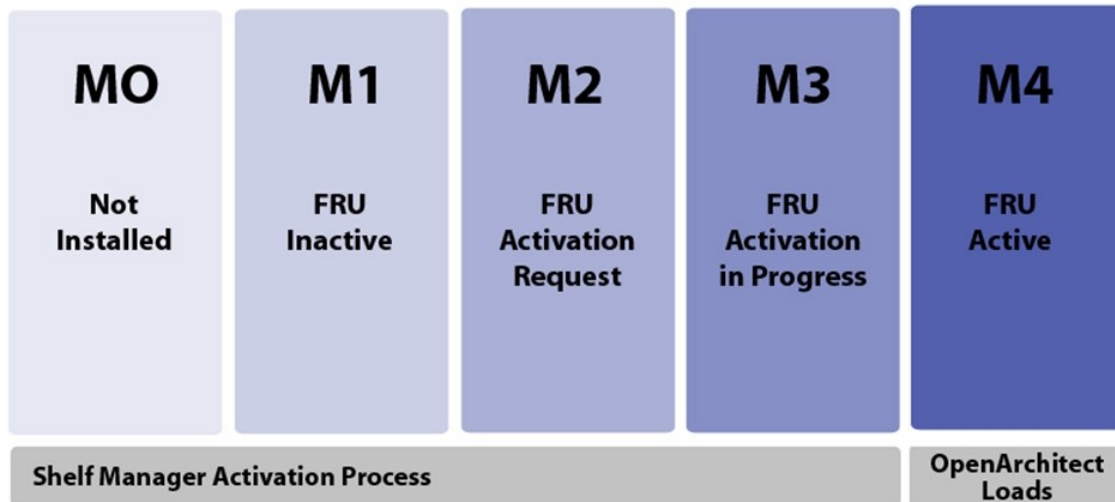 MO
Not
Installed
M1
FRU
Inactive
M2
FRU
Activation
Request
M3
FRU
Activation
in Progress
M4
FRU
Active
Shelf Manager Activation Process
OpenArchitect
Loads